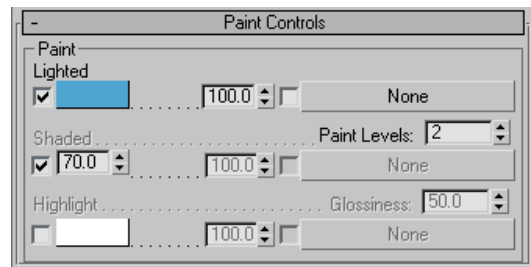 - Paint Controls
Paint
Lighted
100.0 None
Shaded Paint Levels: 2
70.0 100.0 None
Highlight Glossiness: 50.0
100.0 None